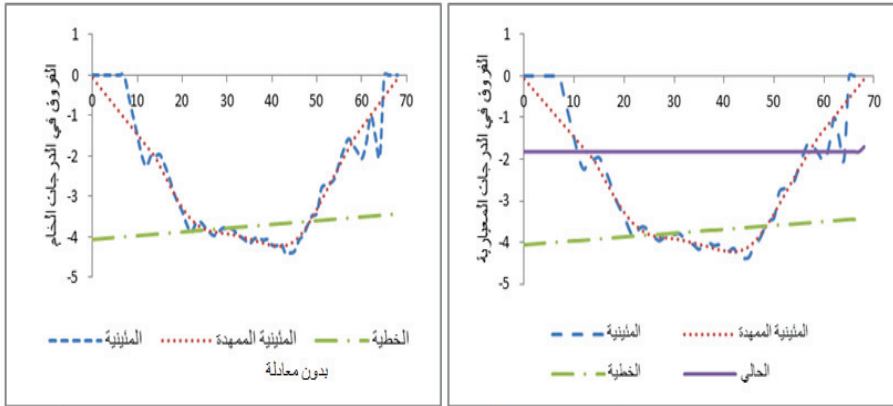 الفروق في الدرجات الخام
1
0
-1
-2
-3
-4
-5
0 10 20 30 40 50 60 70
المئينية المئينية الممهدة الخطية
بدون معادلة
الفروق في الدرجات المعيارية
1
0
-1
-2
-3
-4
-5
0 10 20 30 40 50 60 70
المئينية المئينية الممهدة
الخطية الحالي